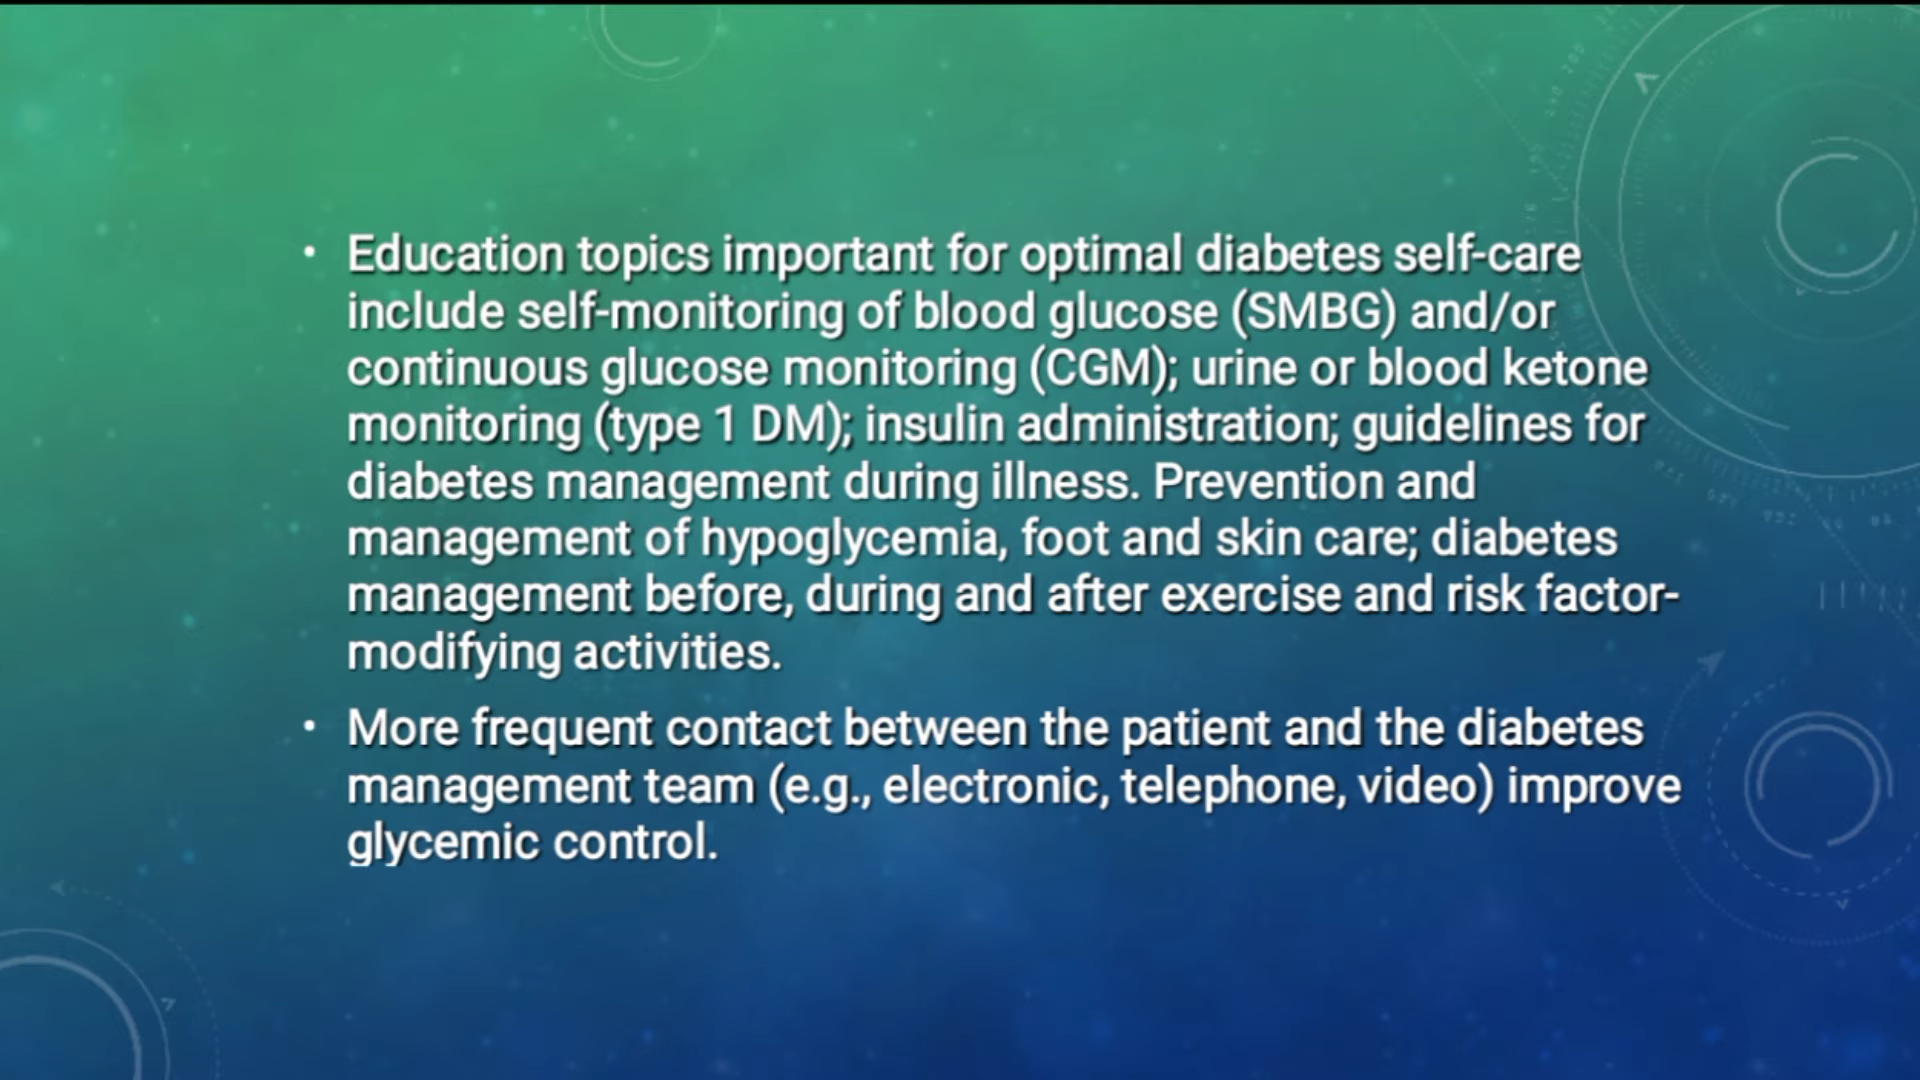 • Education topics important for optimal diabetes self-care
include self-monitoring of blood glucose (SMBG) and/or
continuous glucose monitoring (CGM); urine or blood ketone
monitoring (type 1 DM); insulin administration; guidelines for
diabetes management during illness. Prevention and
management of hypoglycemia, foot and skin care; diabetes
management before, during and after exercise and risk factor-
modifying activities.
• More frequent contact between the patient and the diabetes
management team (e.g., electronic, telephone, video) improve
glycemic control.